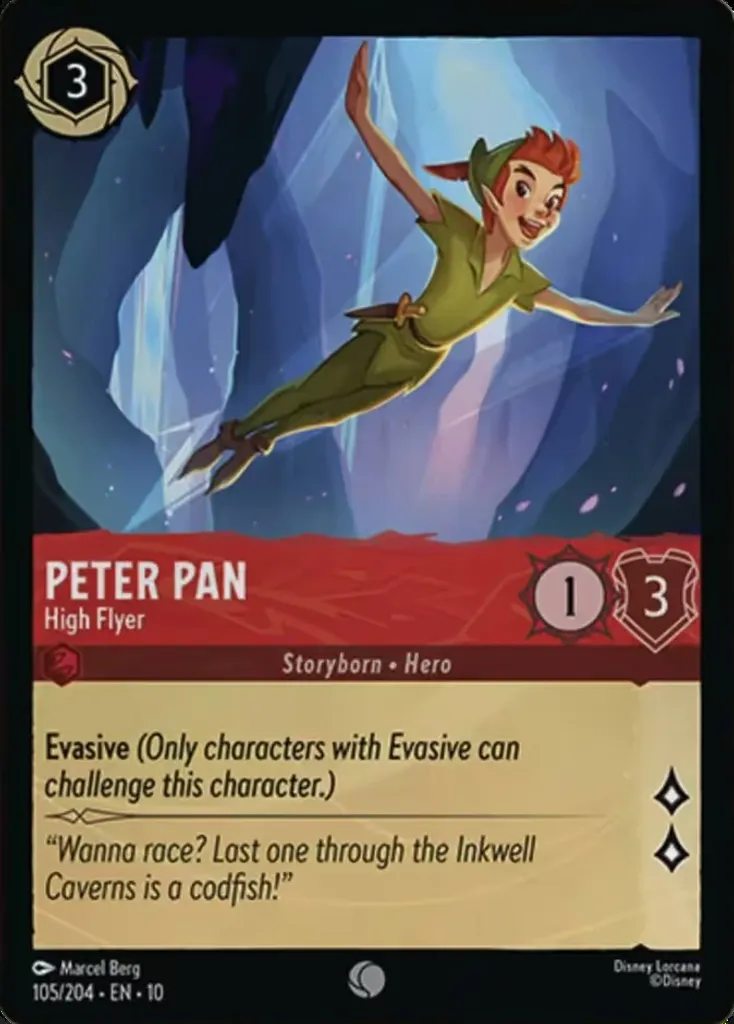 3
PETER PAN
High Flyer
1
3
Storyborn • Hero
Evasive (Only characters with Evasive can
challenge this character.)
“Wanna race? Last one through the Inkwell
Caverns is a codfish!”
Marcel Berg
105/204 • EN • 10
Disney Lorcana
©Disney